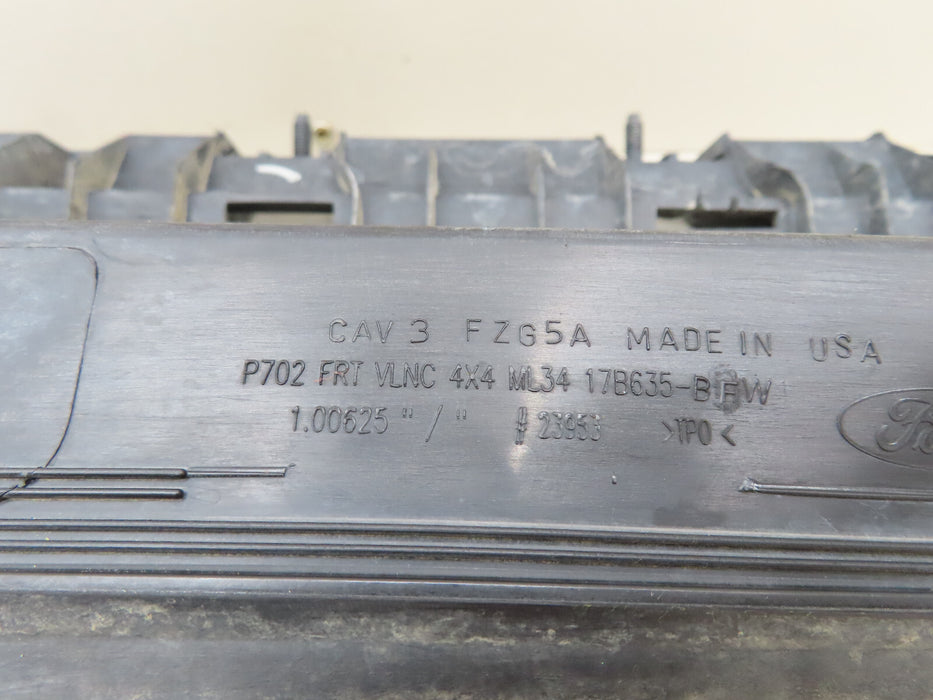 CAV 3 FZG5A MADE IN USA
P702 FRT VLNC 4X4 ML34 17B635-BFW
1.00625 "/" # 23953 >TPO<